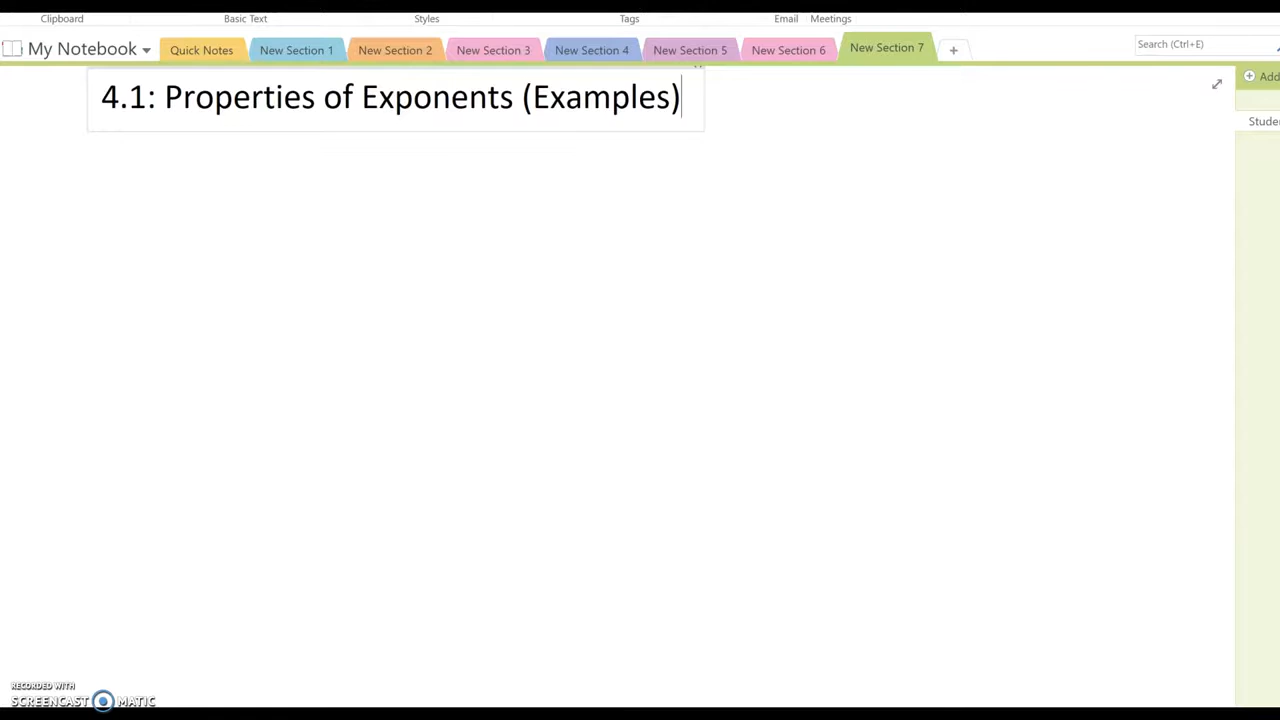 Clipboard Basic Text Styles Tags Email Meetings
My Notebook Quick Notes New Section 1 New Section 2 New Section 3 New Section 4 New Section 5 New Section 6 New Section 7 + Search (Ctrl+E)
4.1: Properties of Exponents (Examples)
Add
Studen
RECORDED WITH
SCREENCAST MATIC